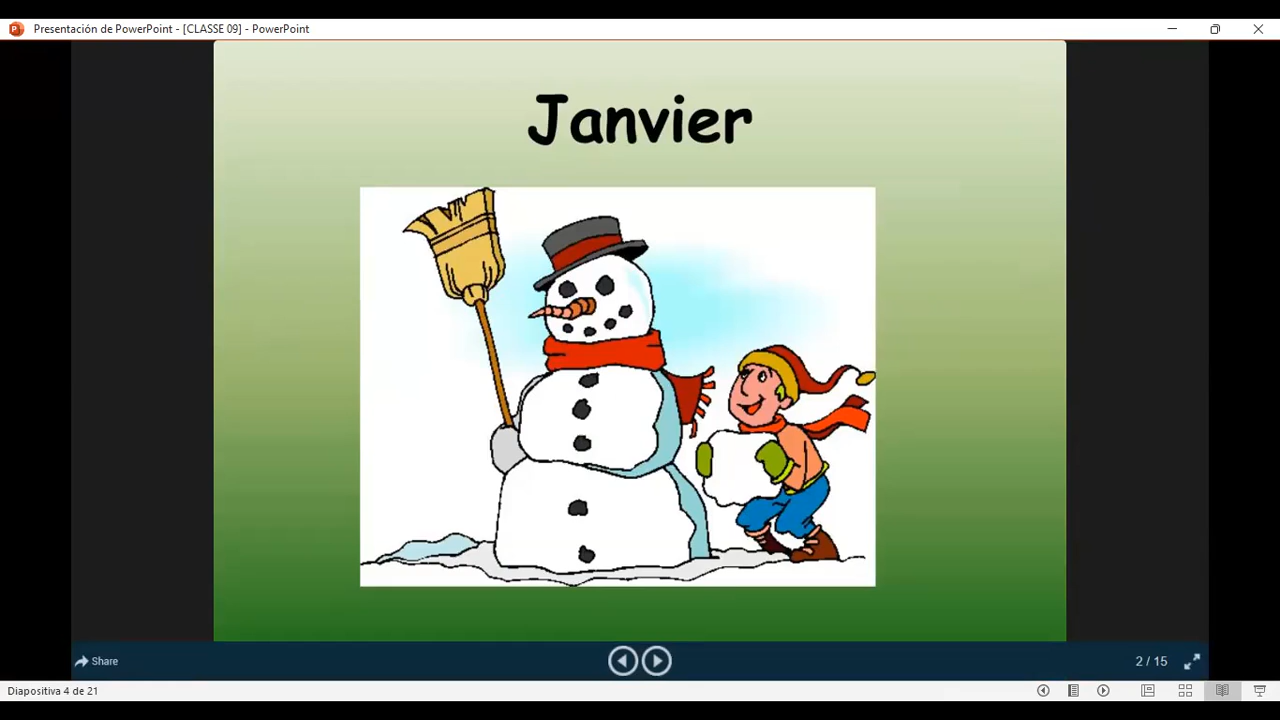 Presentación de PowerPoint - [CLASSE 09] - PowerPoint
Janvier
Share
2 / 15
Diapositiva 4 de 21